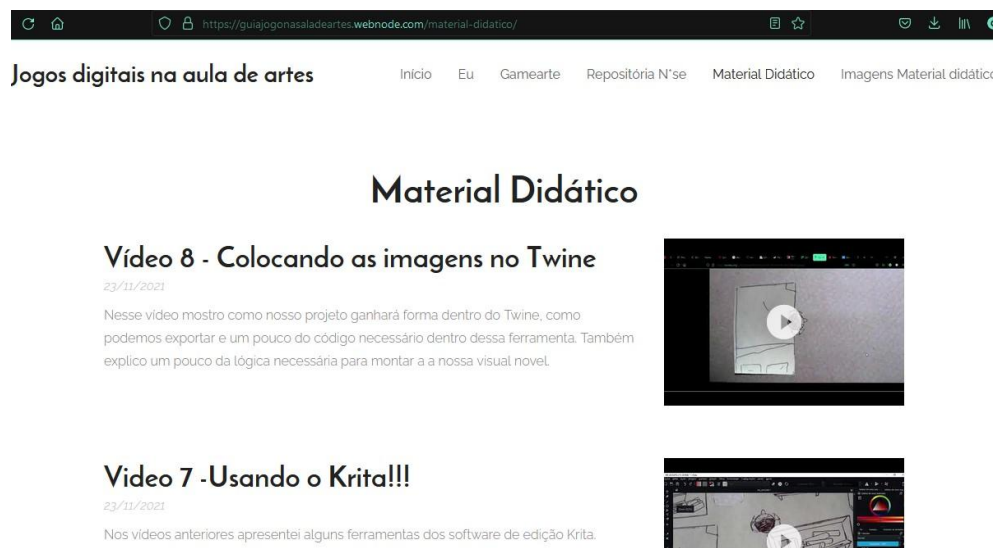 https://guiajogonasaladeartes.webnode.com/material-didatico/
Jogos digitais na aula de artes
Início Eu Gamearte Repositória N*se Material Didático Imagens Material didático
Material Didático
Vídeo 8 - Colocando as imagens no Twine
23/11/2021
Nesse vídeo mostro como nosso projeto ganhará forma dentro do Twine, como
podemos exportar e um pouco do código necessário dentro dessa ferramenta. Também
explico um pouco da lógica necessária para montar a a nossa visual novel.
Video 7 -Usando o Krita!!!
23/11/2021
Nos vídeos anteriores apresentei alguns ferramentas dos software de edição Krita.